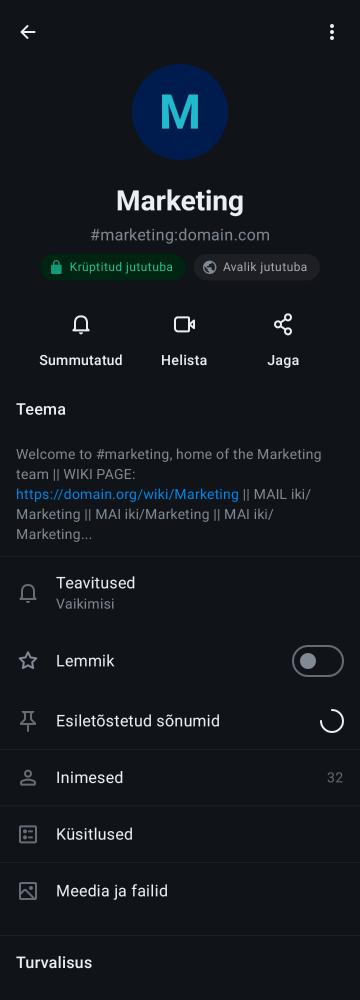 M
Marketing
#marketing:domain.com
Krüptitud jututuba
Avalik jututuba
Summutatud
Helista
Jaga
Teema
Welcome to #marketing, home of the Marketing
team || WIKI PAGE:
https://domain.org/wiki/Marketing || MAIL iki/
Marketing || MAI iki/Marketing || MAI iki/
Marketing...
Teavitused
Vaikimisi
Lemmik
Esiletõstetud sõnumid
Inimesed
32
Küsitlused
Meedia ja failid
Turvalisus